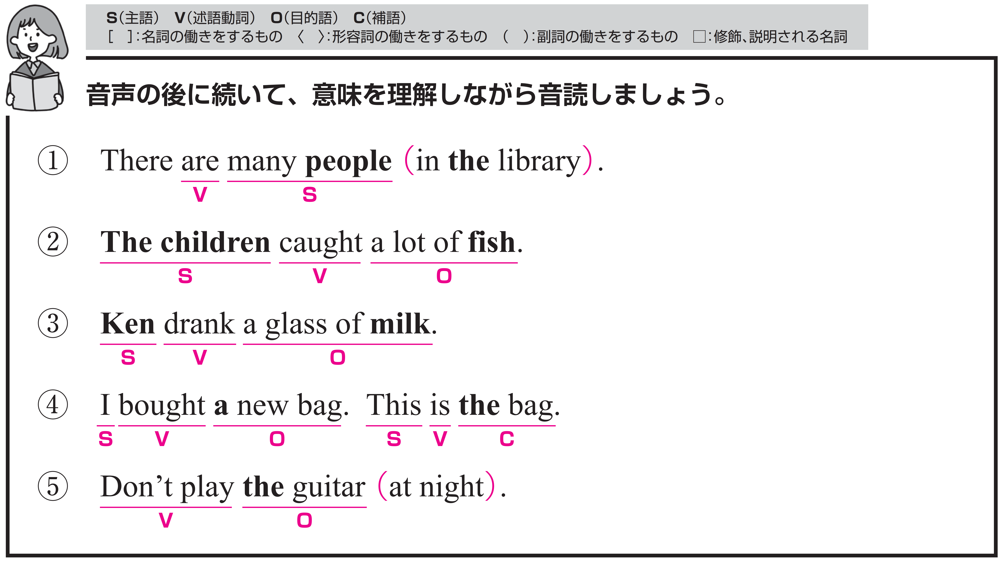 S（主語）　V（述語動詞）　O（目的語）　C（補語）
［　］：名詞の働きをするもの　〈　〉：形容詞の働きをするもの　（　）：副詞の働きをするもの　□：修飾、説明される名詞
音声の後に続いて、意味を理解しながら音読しましょう。
① There are many people （in the library）.
V S
② The children caught a lot of fish.
S V O
③ Ken drank a glass of milk.
S V O
④ I bought a new bag. This is the bag.
S V O S V C
⑤ Don’t play the guitar （at night）.
V O